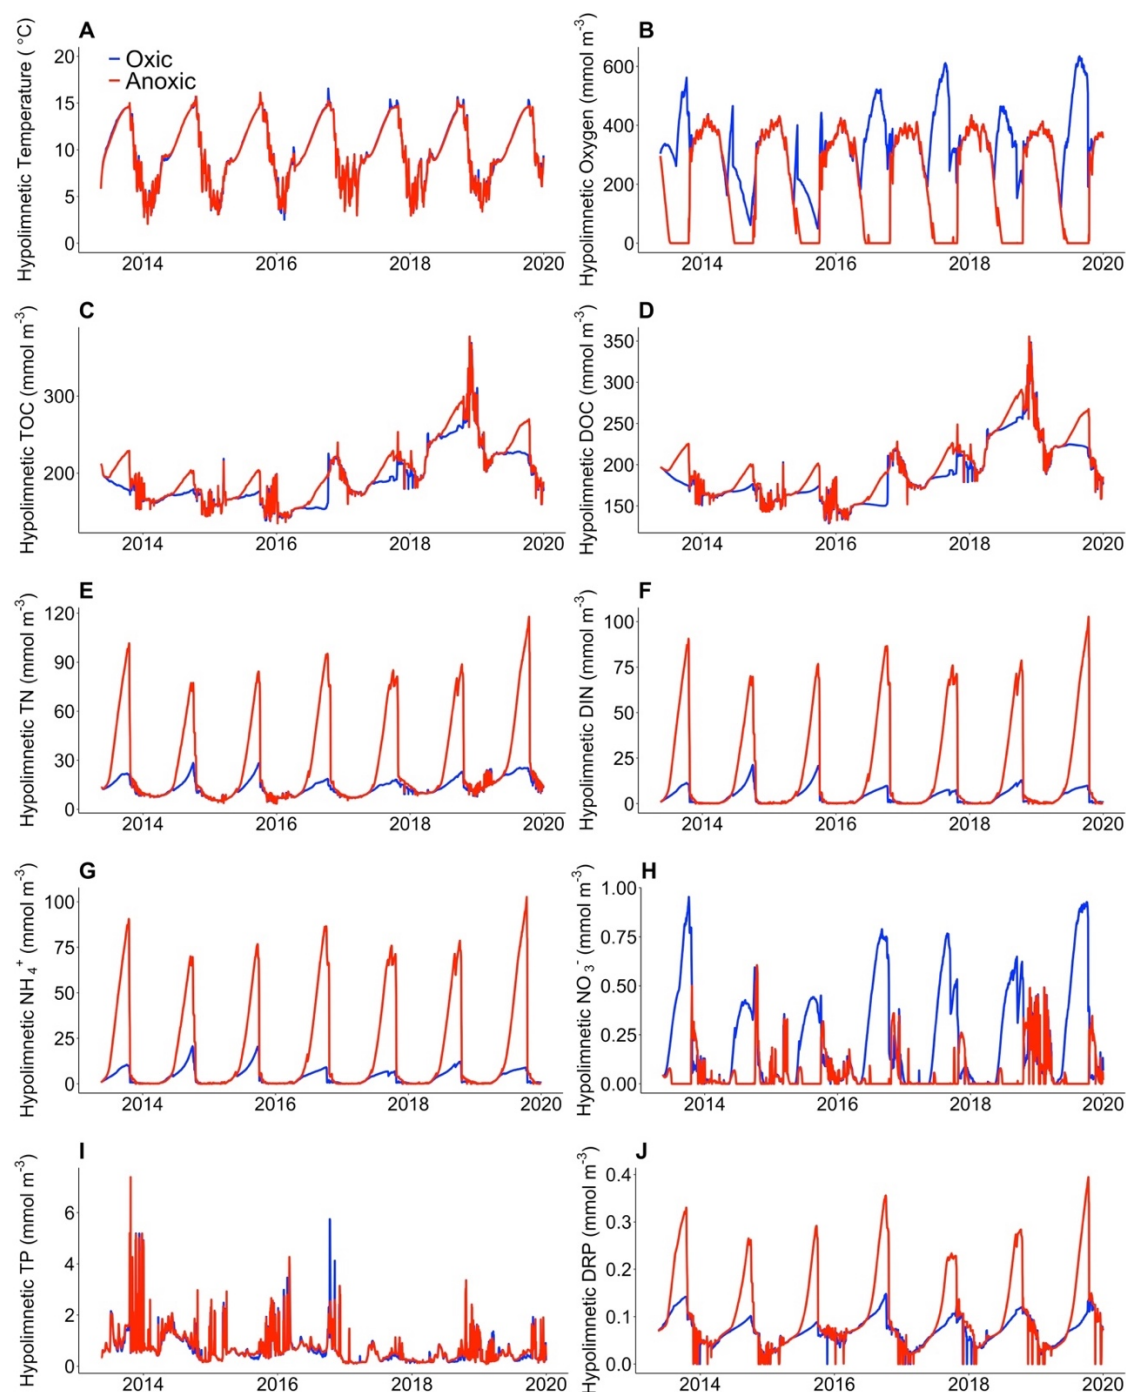 A
Hypolimnetic Temperature ( °C)
20
15
10
5
0
Oxic
Anoxic
2014 2016 2018 2020
B
Hypolimnetic Oxygen (mmol m⁻³)
600
400
200
0
2014 2016 2018 2020
C
Hypolimnetic TOC (mmol m⁻³)
300
200
2014 2016 2018 2020
D
Hypolimnetic DOC (mmol m⁻³)
350
300
250
200
150
2014 2016 2018 2020
E
Hypolimnetic TN (mmol m⁻³)
120
90
60
30
0
2014 2016 2018 2020
F
Hypolimnetic DIN (mmol m⁻³)
75
50
25
0
2014 2016 2018 2020
G
Hypolimnetic NH₄⁺ (mmol m⁻³)
100
75
50
25
0
2014 2016 2018 2020
H
Hypolimnetic NO₃⁻ (mmol m⁻³)
1.00
0.75
0.50
0.25
0.00
2014 2016 2018 2020
I
Hypolimnetic TP (mmol m⁻³)
6
4
2
0
2014 2016 2018 2020
J
Hypolimnetic DRP (mmol m⁻³)
0.4
0.3
0.2
0.1
0.0
2014 2016 2018 2020